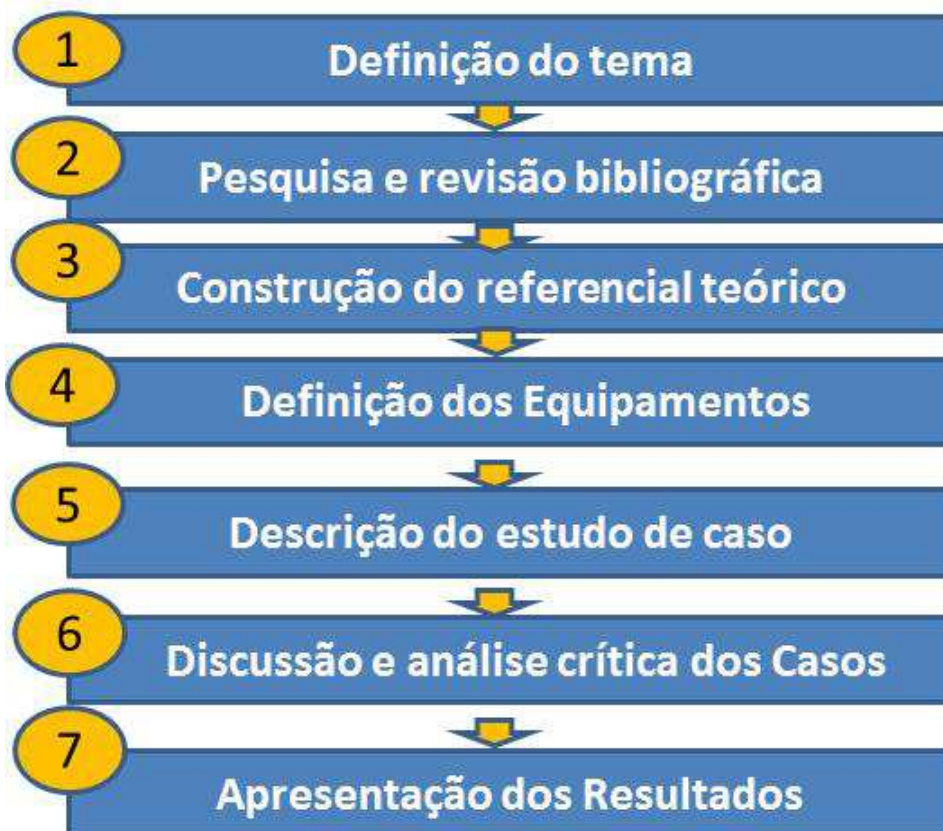 1
Definição do tema
2
Pesquisa e revisão bibliográfica
3
Construção do referencial teórico
4
Definição dos Equipamentos
5
Descrição do estudo de caso
6
Discussão e análise crítica dos Casos
7
Apresentação dos Resultados